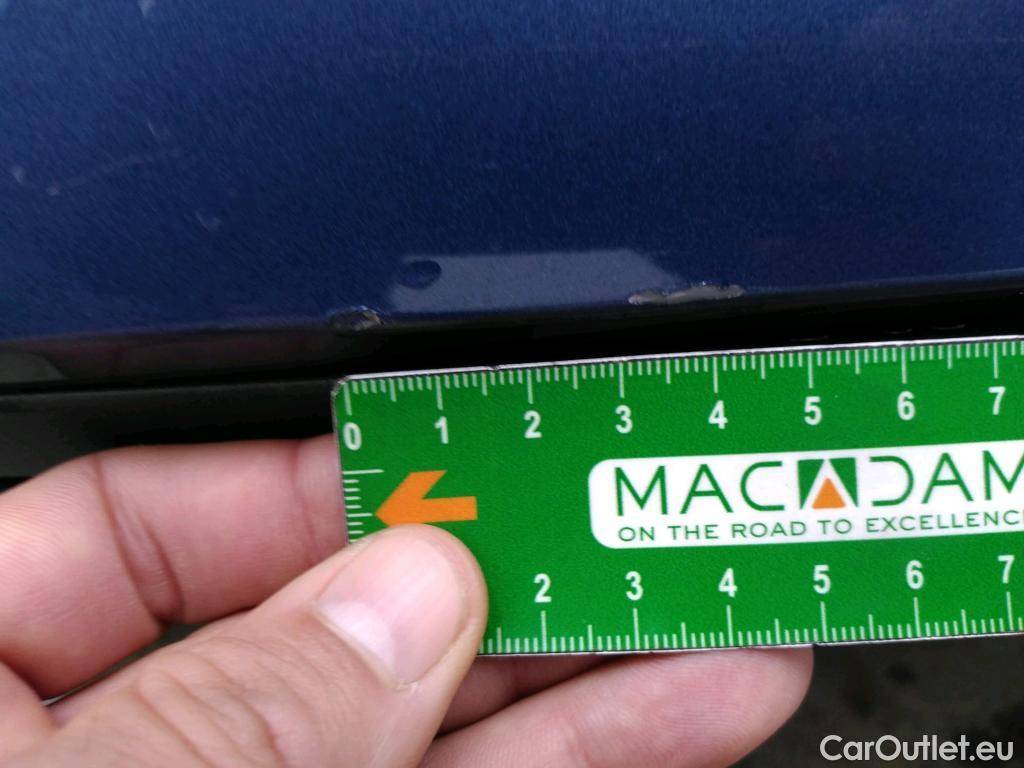 0 1 2 3 4 5 6 7
MACADAM
ON THE ROAD TO EXCELLENC
2 3 4 5 6 7
CarOutlet.eu